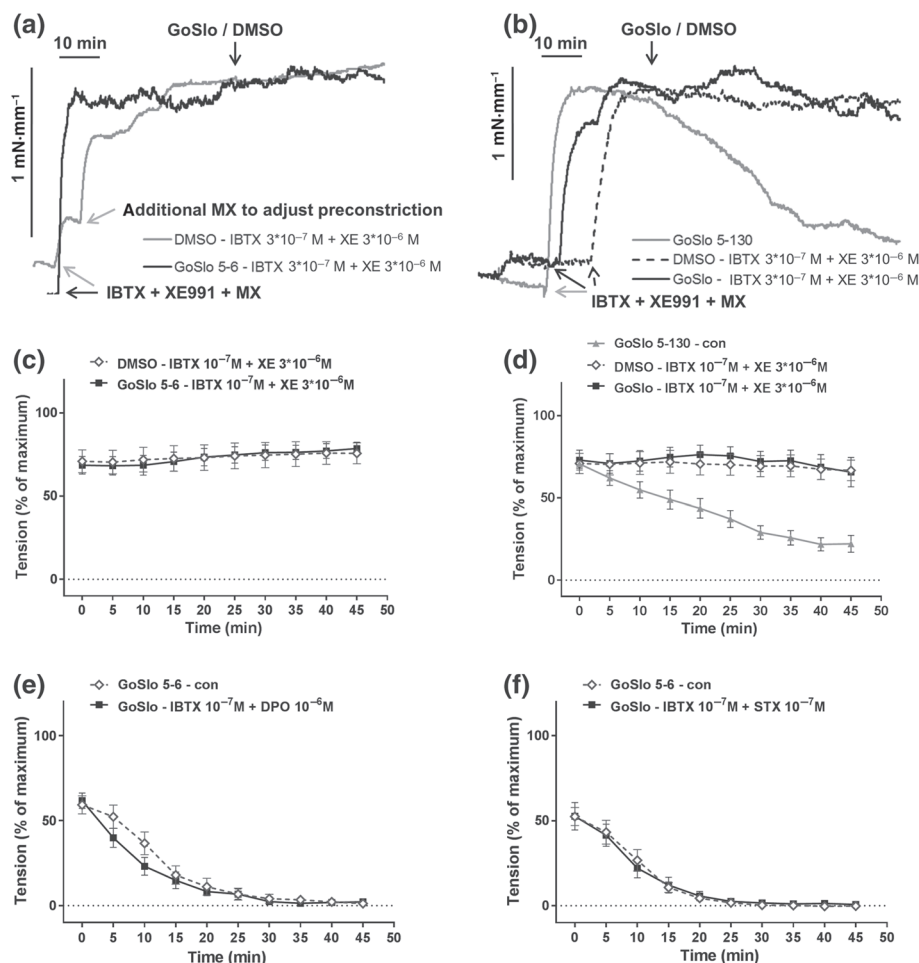 (a)
10 min
GoSlo / DMSO
1 mN·mm⁻¹
Additional MX to adjust preconstriction
DMSO - IBTX 3*10⁻⁷ M + XE 3*10⁻⁶ M
GoSlo 5-6 - IBTX 3*10⁻⁷ M + XE 3*10⁻⁶ M
IBTX + XE991 + MX
(b)
10 min
GoSlo / DMSO
1 mN·mm⁻¹
GoSlo 5-130
DMSO - IBTX 3*10⁻⁷ M + XE 3*10⁻⁶ M
GoSlo - IBTX 3*10⁻⁷ M + XE 3*10⁻⁶ M
IBTX + XE991 + MX
(c)
DMSO - IBTX 10⁻⁷M + XE 3*10⁻⁶M
GoSlo 5-6 - IBTX 10⁻⁷M + XE 3*10⁻⁶M
Tension (% of maximum)
100
50
0
0 5 10 15 20 25 30 35 40 45 50
Time (min)
(d)
GoSlo 5-130 - con
DMSO - IBTX 10⁻⁷M + XE 3*10⁻⁶M
GoSlo - IBTX 10⁻⁷M + XE 3*10⁻⁶M
Tension (% of maximum)
100
50
0
0 5 10 15 20 25 30 35 40 45 50
Time (min)
(e)
GoSlo 5-6 - con
GoSlo - IBTX 10⁻⁷M + DPO 10⁻⁶M
Tension (% of maximum)
100
50
0
0 5 10 15 20 25 30 35 40 45 50
Time (min)
(f)
GoSlo 5-6 - con
GoSlo - IBTX 10⁻⁷M + STX 10⁻⁷M
Tension (% of maximum)
100
50
0
0 5 10 15 20 25 30 35 40 45 50
Time (min)